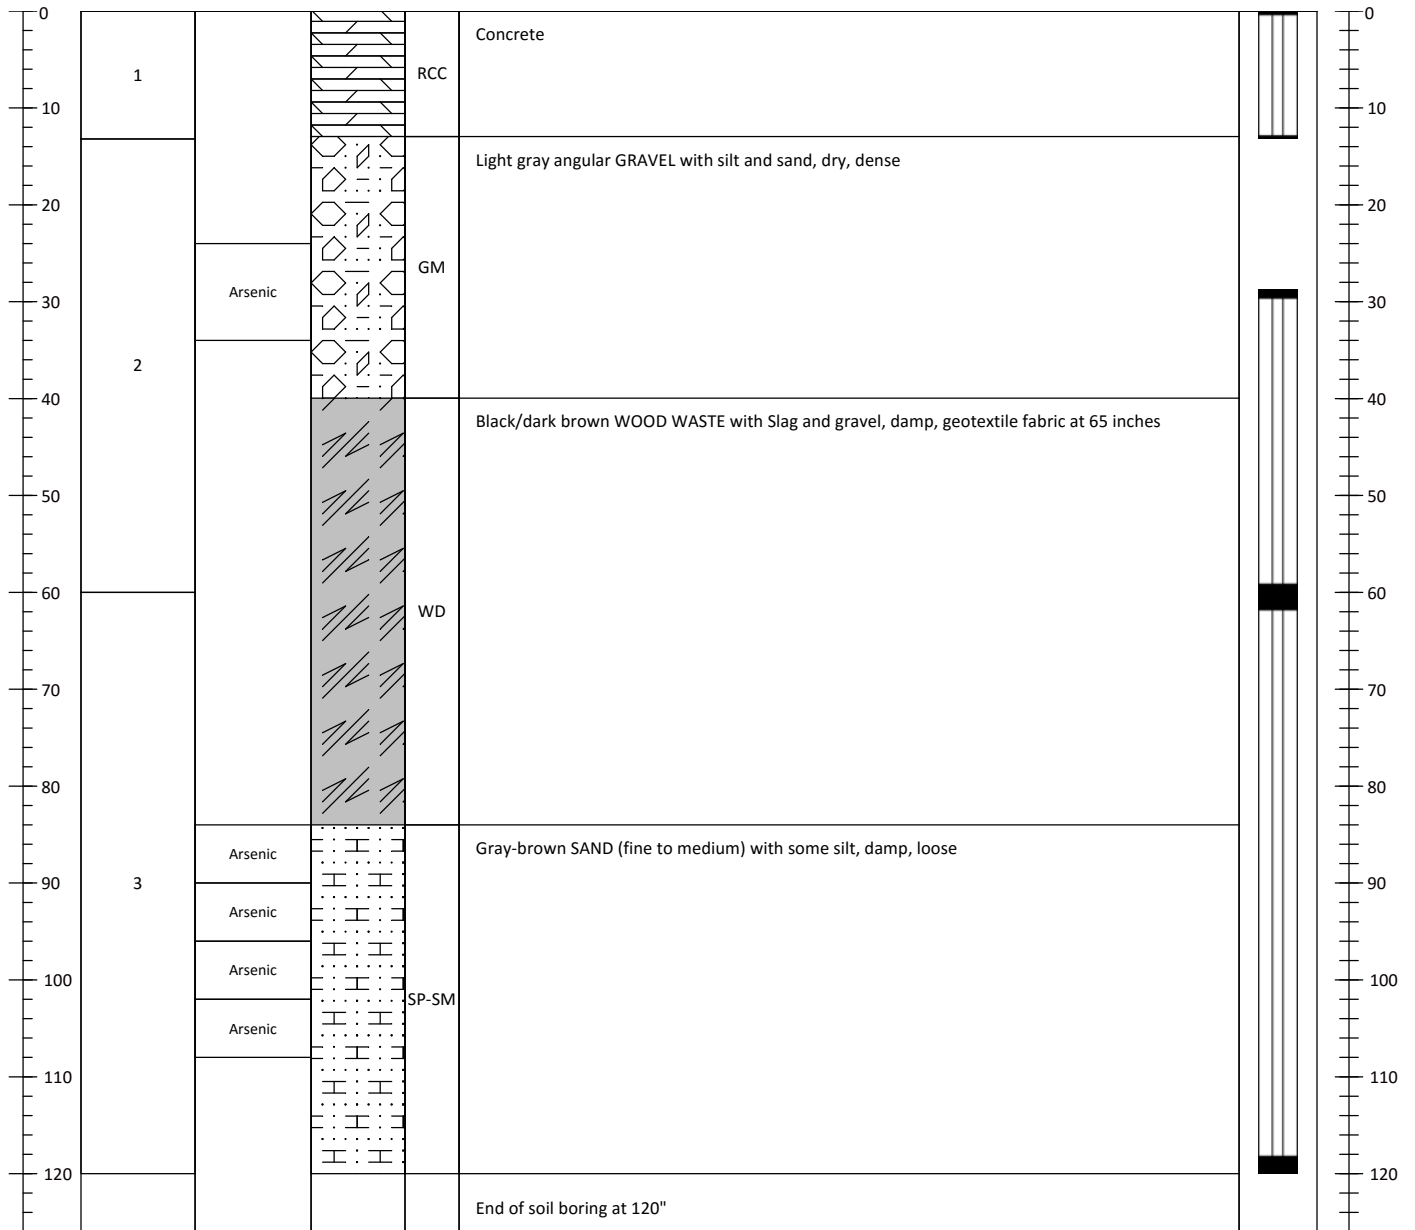 0
0
Concrete
1
RCC
10
10
Light gray angular GRAVEL with silt and sand, dry, dense
20
20
GM
Arsenic
30
30
2
40
40
Black/dark brown WOOD WASTE with Slag and gravel, damp, geotextile fabric at 65 inches
50
50
60
60
WD
70
70
80
80
Arsenic
Gray-brown SAND (fine to medium) with some silt, damp, loose
90
3
90
Arsenic
Arsenic
100
100
SP-SM
Arsenic
110
110
120
120
End of soil boring at 120"